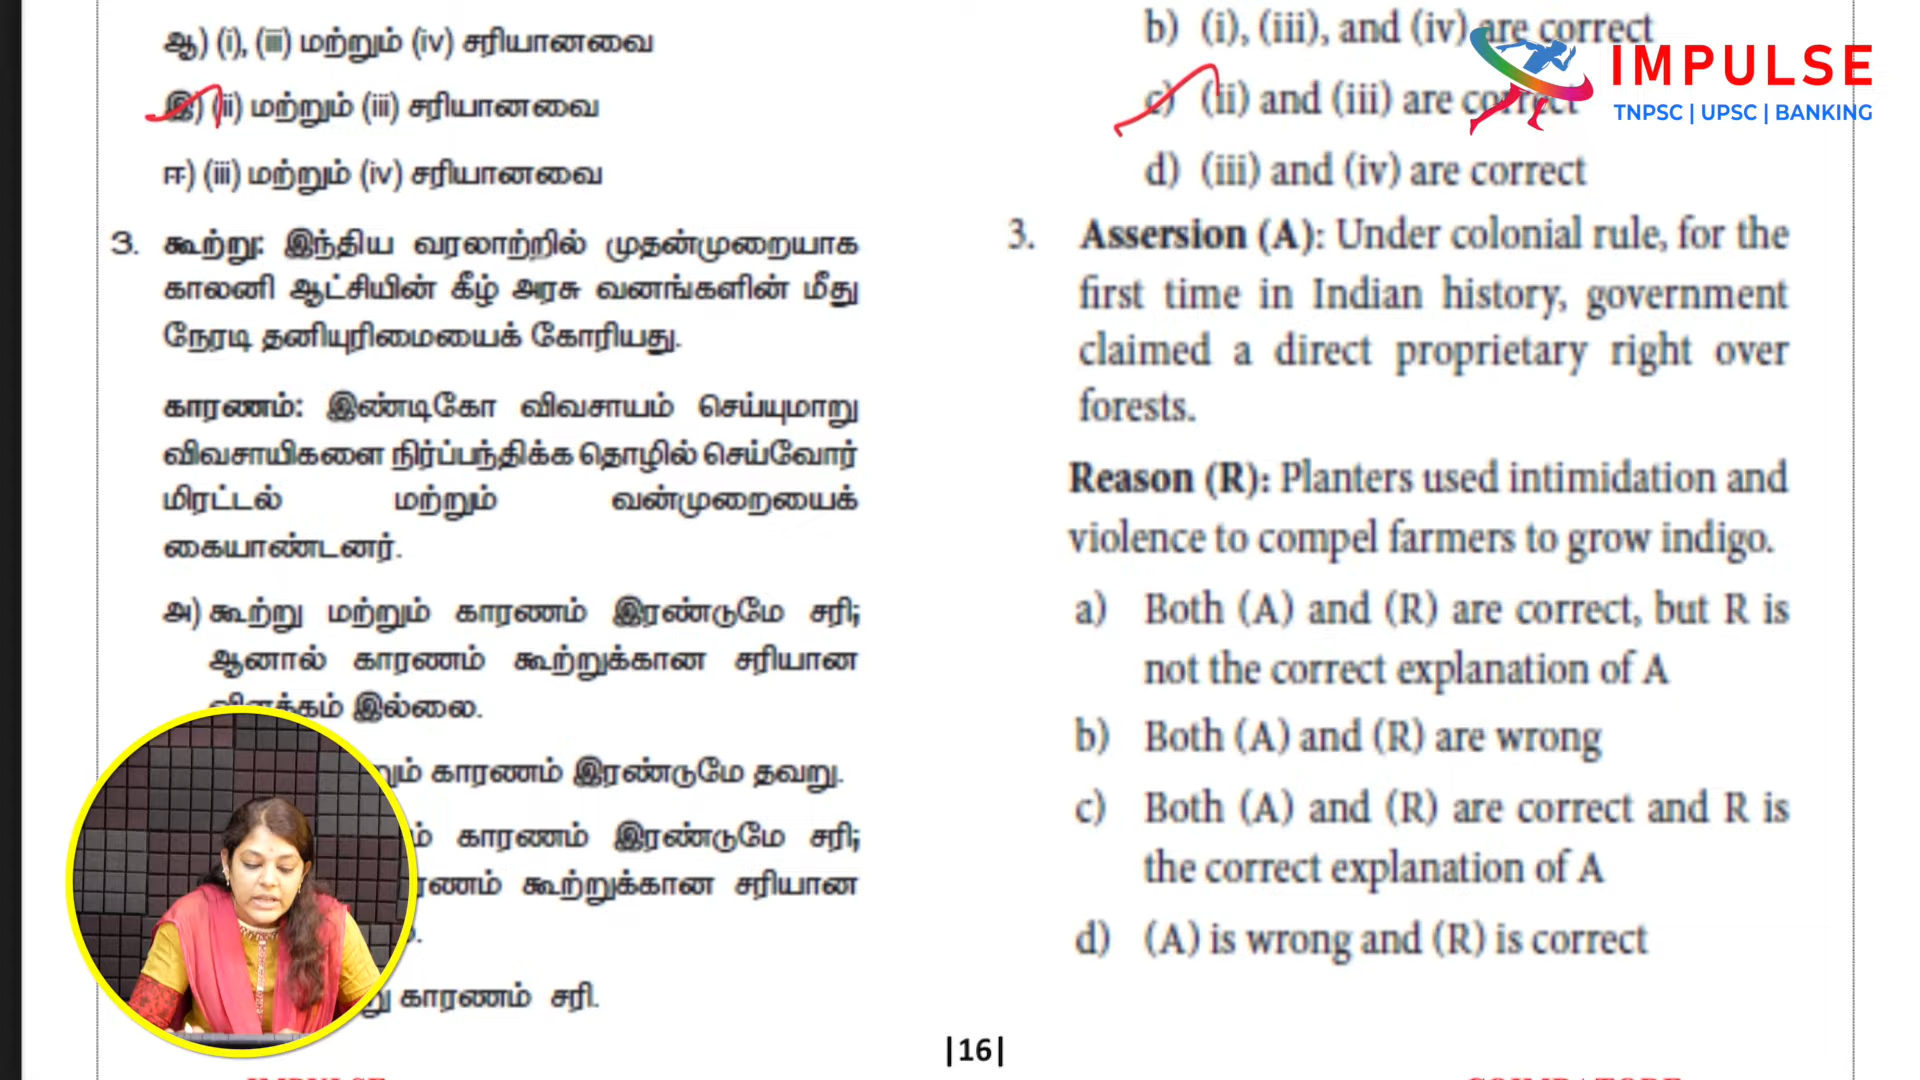 ஆ) (i), (iii) மற்றும் (iv) சரியானவை
இ) (ii) மற்றும் (iii) சரியானவை
ஈ) (iii) மற்றும் (iv) சரியானவை
3. கூற்று: இந்திய வரலாற்றில் முதன்முறையாக
காலனி ஆட்சியின் கீழ் அரசு வனங்களின் மீது
நேரடி தனியுரிமையைக் கோரியது.
காரணம்: இண்டிகோ விவசாயம் செய்யுமாறு
விவசாயிகளை நிர்ப்பந்திக்க தொழில் செய்வோர்
மிரட்டல் மற்றும் வன்முறையைக்
கையாண்டனர்.
அ) கூற்று மற்றும் காரணம் இரண்டுமே சரி;
ஆனால் காரணம் கூற்றுக்கான சரியான
விளக்கம் இல்லை.
காரணம் இரண்டுமே தவறு.
காரணம் இரண்டுமே சரி;
கூற்றுக்கான சரியான
காரணம் சரி.
b) (i), (iii), and (iv) are correct
c) (ii) and (iii) are correct
d) (iii) and (iv) are correct
3. Assersion (A): Under colonial rule, for the
first time in Indian history, government
claimed a direct proprietary right over
forests.
Reason (R): Planters used intimidation and
violence to compel farmers to grow indigo.
a) Both (A) and (R) are correct, but R is
not the correct explanation of A
b) Both (A) and (R) are wrong
c) Both (A) and (R) are correct and R is
the correct explanation of A
d) (A) is wrong and (R) is correct
|16|
IMPULSE
TNPSC | UPSC | BANKING